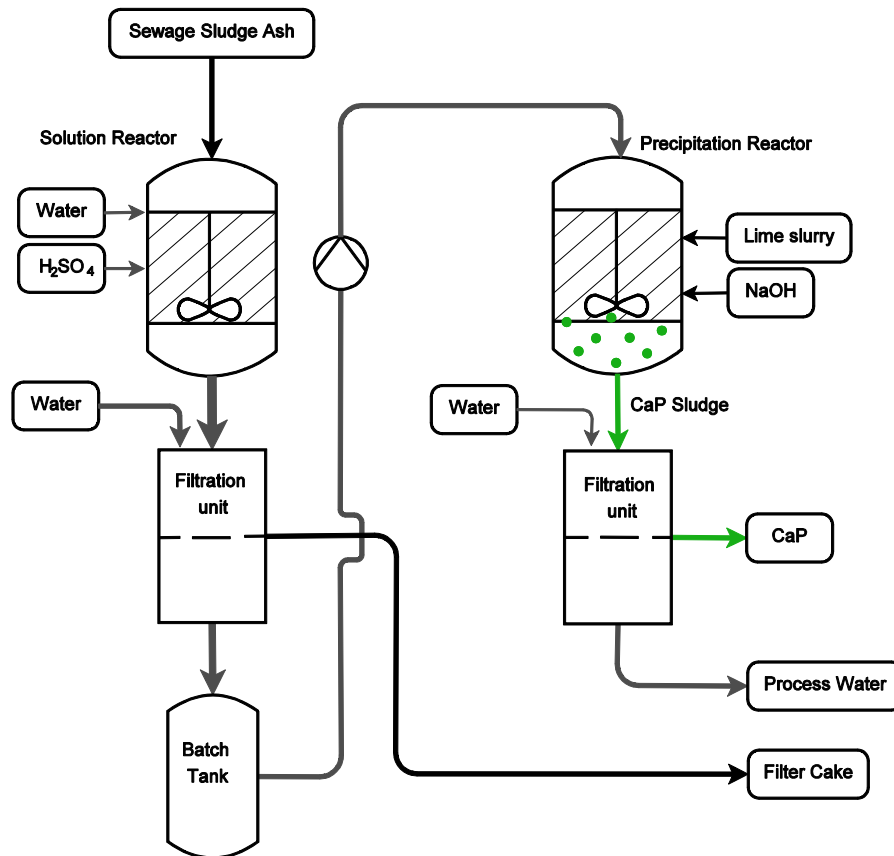 Sewage Sludge Ash
Solution Reactor
Precipitation Reactor
Water
H₂SO₄
Lime slurry
NaOH
Water
Water
CaP Sludge
Filtration
unit
Filtration
unit
CaP
Process Water
Batch
Tank
Filter Cake